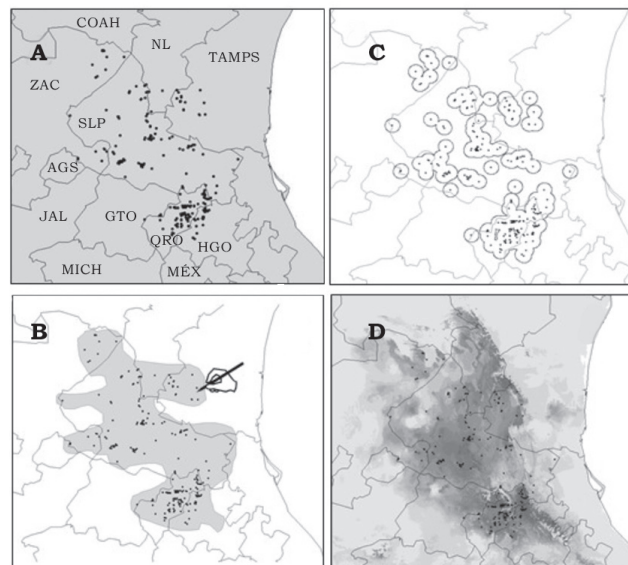 A
COAH
NL
TAMPS
ZAC
SLP
AGS
JAL
GTO
QRO
HGO
MICH
MÉX
C
B
D